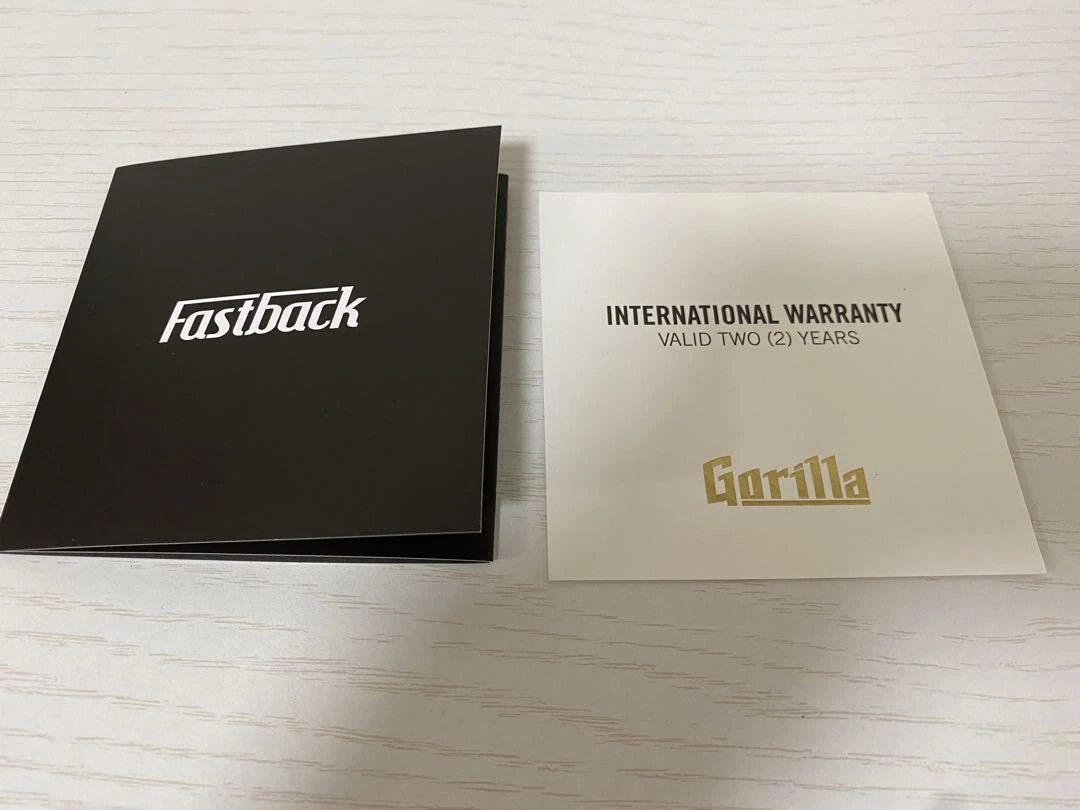 Fastback
INTERNATIONAL WARRANTY
VALID TWO (2) YEARS
Gorilla